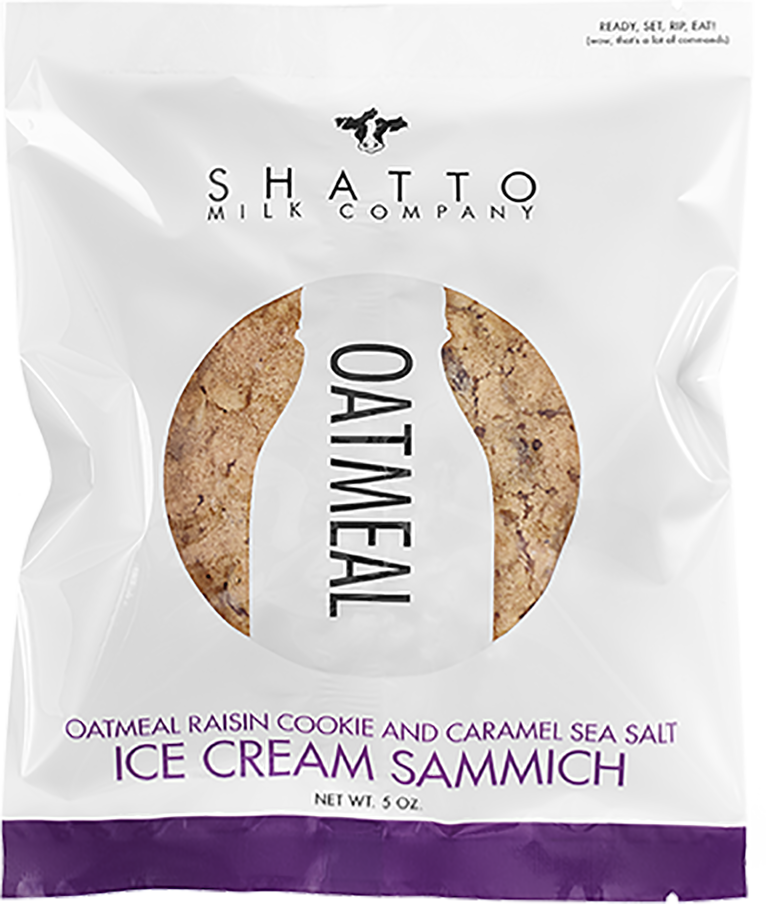 READY, SET, RIP, EAT!
(wow, that's a lot of commands)
SHATTO
MILK COMPANY
OATMEAL
OATMEAL RAISIN COOKIE AND CARAMEL SEA SALT
ICE CREAM SAMMICH
NET WT. 5 OZ.